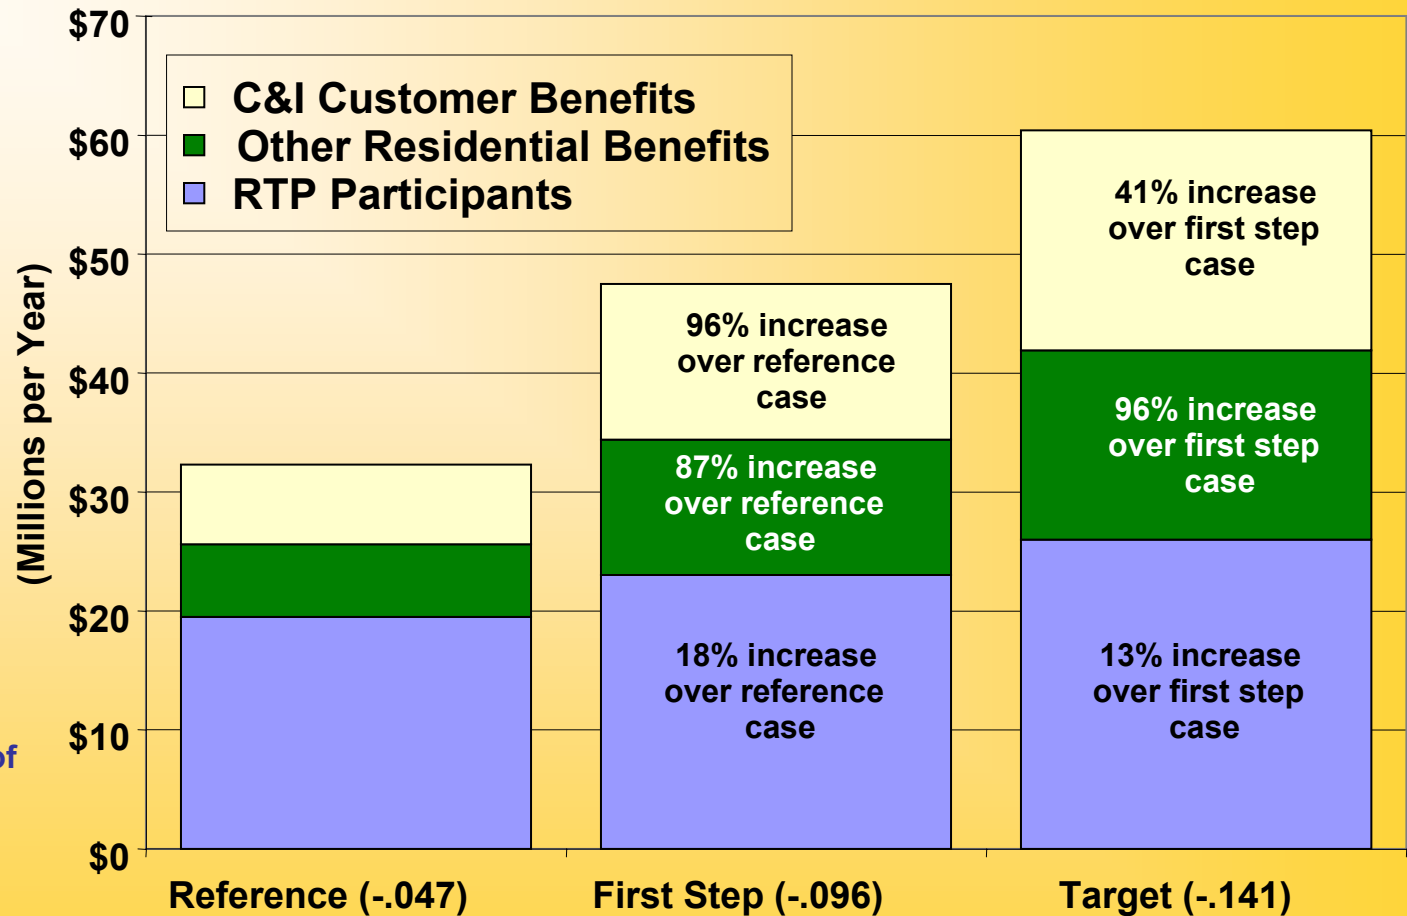 $70
$60
$50
$40
$30
$20
$10
$0
(Millions per Year)
C&I Customer Benefits
Other Residential Benefits
RTP Participants
96% increase
over reference
case
87% increase
over reference
case
18% increase
over reference
case
41% increase
over first step
case
96% increase
over first step
case
13% increase
over first step
case
of
Reference (-.047)
First Step (-.096)
Target (-.141)